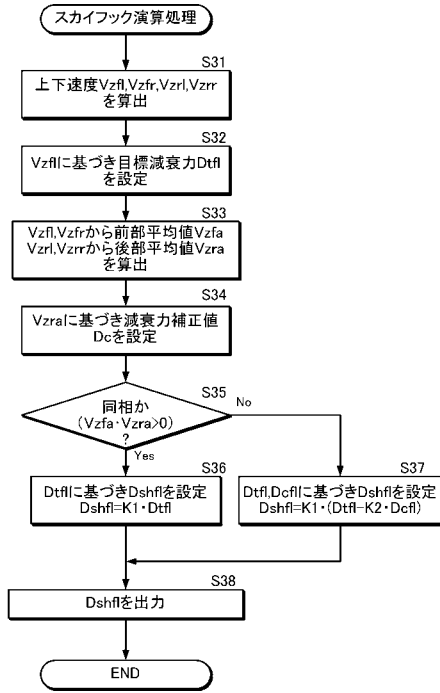 スカイフック演算処理
S31
上下速度Vzfl,Vzfr,Vzrl,Vzrr
を算出
S32
Vzflに基づき目標減衰力Dtfl
を設定
S33
Vzfl,Vzfrから前部平均値Vzfa
Vzrl,Vzrrから後部平均値Vzra
を算出
S34
Vzraに基づき減衰力補正値
Dcを設定
S35
同相か
(Vzfa・Vzra>0)
?
No
Yes
S36
Dtflに基づきDshflを設定
Dshfl=K1・Dtfl
S37
Dtfl,Dcflに基づきDshflを設定
Dshfl=K1・(Dtfl-K2・Dcfl)
S38
Dshflを出力
END